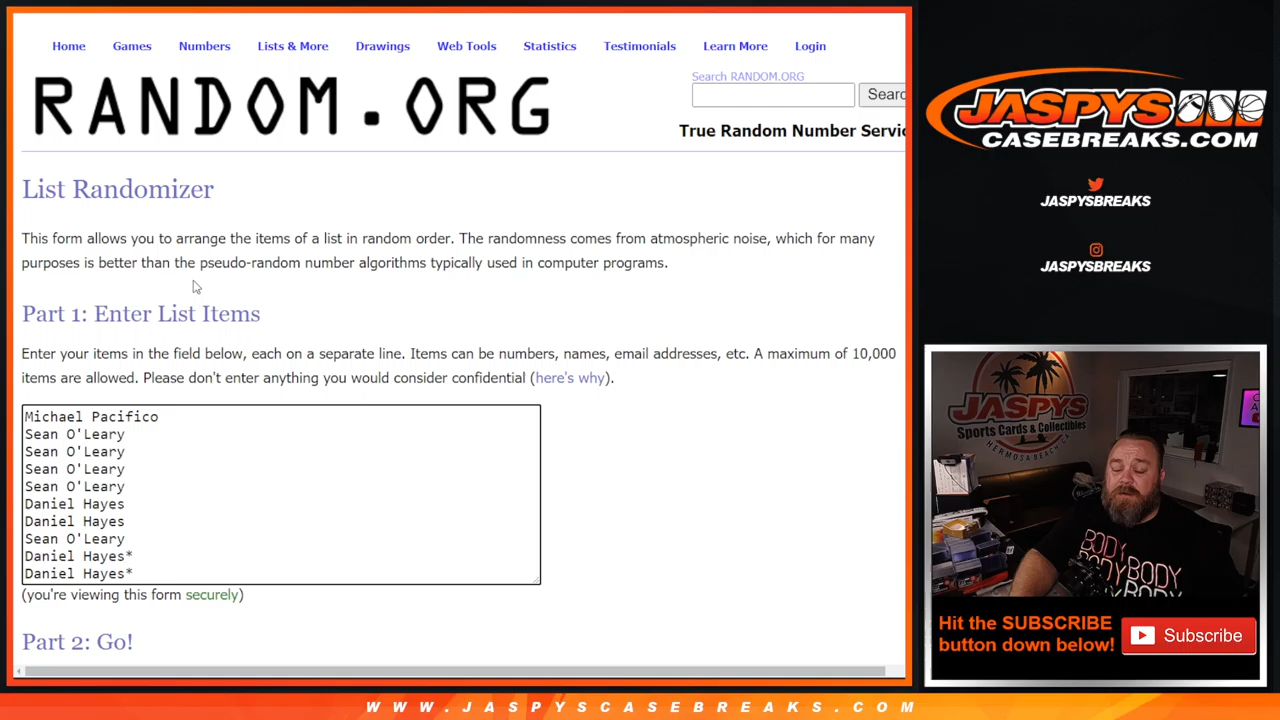 Home Games Numbers Lists & More Drawings Web Tools Statistics Testimonials Learn More Login
RANDOM.ORG
Search RANDOM.ORG
Searc
True Random Number Servic
List Randomizer
This form allows you to arrange the items of a list in random order. The randomness comes from atmospheric noise, which for many
purposes is better than the pseudo-random number algorithms typically used in computer programs.
Part 1: Enter List Items
Enter your items in the field below, each on a separate line. Items can be numbers, names, email addresses, etc. A maximum of 10,000
items are allowed. Please don't enter anything you would consider confidential (here's why).
Michael Pacifico
Sean O'Leary
Sean O'Leary
Sean O'Leary
Sean O'Leary
Daniel Hayes
Daniel Hayes
Sean O'Leary
Daniel Hayes*
Daniel Hayes*
(you're viewing this form securely)
Part 2: Go!
JASPYS
CASEBREAKS.COM
JASPYSBREAKS
JASPYSBREAKS
JASPYS
Sports Cards & Collectibles
HERMOSA BEACH, CA
BODY
BODY BODY
BODY
Hit the SUBSCRIBE
button down below!
Subscribe
WWW.JASPYSCASEBREAKS.COM